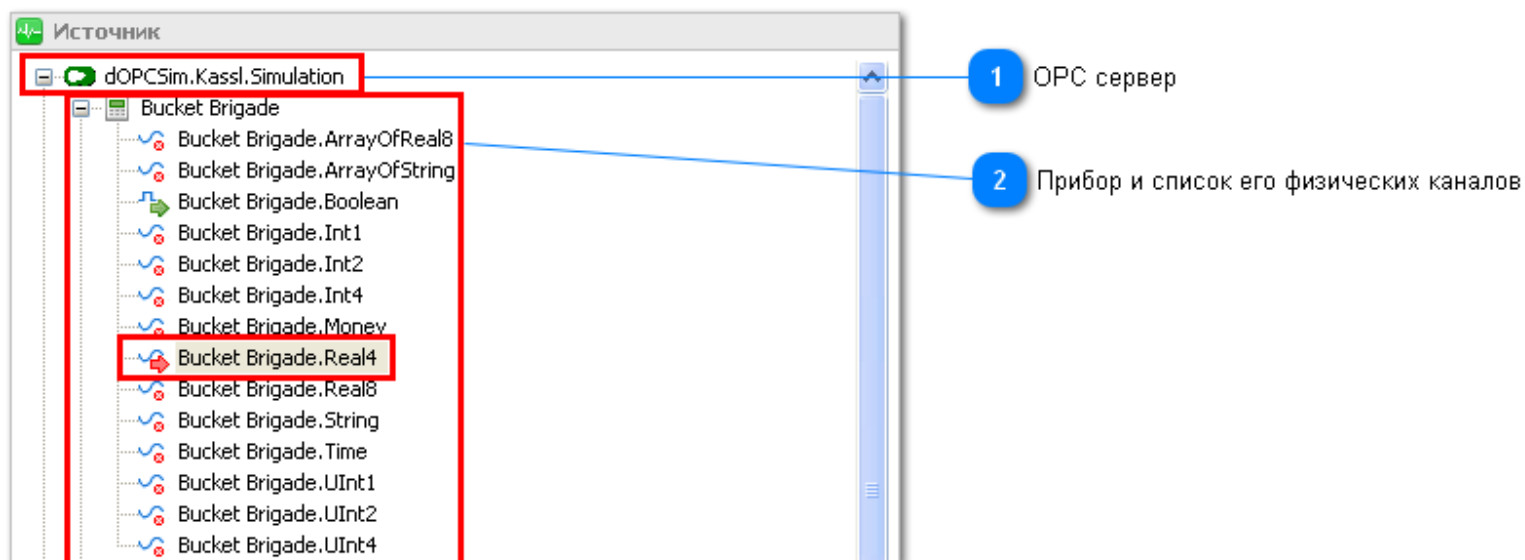 Источник
dOPCSim.Kassl.Simulation
1 OPC сервер
Bucket Brigade
Bucket Brigade.ArrayOfReal8
Bucket Brigade.ArrayOfString
2 Прибор и список его физических каналов
Bucket Brigade.Boolean
Bucket Brigade.Int1
Bucket Brigade.Int2
Bucket Brigade.Int4
Bucket Brigade.Money
Bucket Brigade.Real4
Bucket Brigade.Real8
Bucket Brigade.String
Bucket Brigade.Time
Bucket Brigade.UInt1
Bucket Brigade.UInt2
Bucket Brigade.UInt4